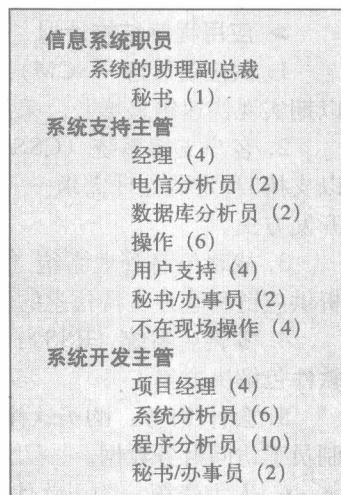 信息系统职员
系统的助理副总裁
秘书（1）
系统支持主管
经理（4）
电信分析员（2）
数据库分析员（2）
操作（6）
用户支持（4）
秘书/办事员（2）
不在现场操作（4）
系统开发主管
项目经理（4）
系统分析员（6）
程序分析员（10）
秘书/办事员（2）